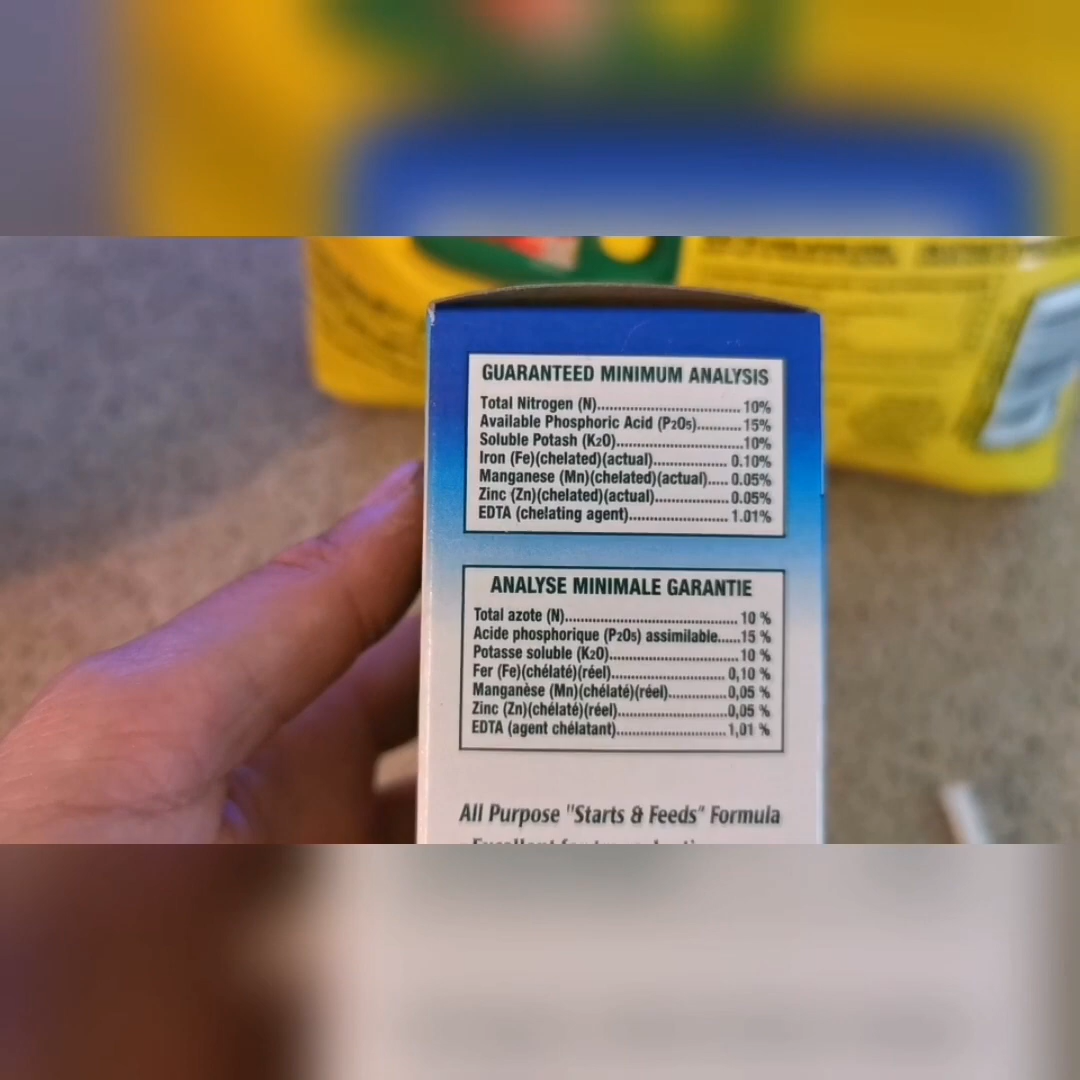 GUARANTEED MINIMUM ANALYSIS
Total Nitrogen (N)........................................ 10%
Available Phosphoric Acid (P2O5)............ 15%
Soluble Potash (K2O)...................................10%
Iron (Fe)(chelated)(actual).................... 0.10%
Manganese (Mn)(chelated)(actual)..... 0.05%
Zinc (Zn)(chelated)(actual)..................... 0.05%
EDTA (chelating agent)........................... 1.01%
ANALYSE MINIMALE GARANTIE
Total azote (N)............................................... 10 %
Acide phosphorique (P2O5) assimilable......15 %
Potasse soluble (K2O).................................... 10 %
Fer (Fe)(chélaté)(réel).............................. 0,10 %
Manganèse (Mn)(chélaté)(réel)................0,05 %
Zinc (Zn)(chélaté)(réel).............................0,05 %
EDTA (agent chélatant).............................. 1,01 %
All Purpose "Starts & Feeds" Formula